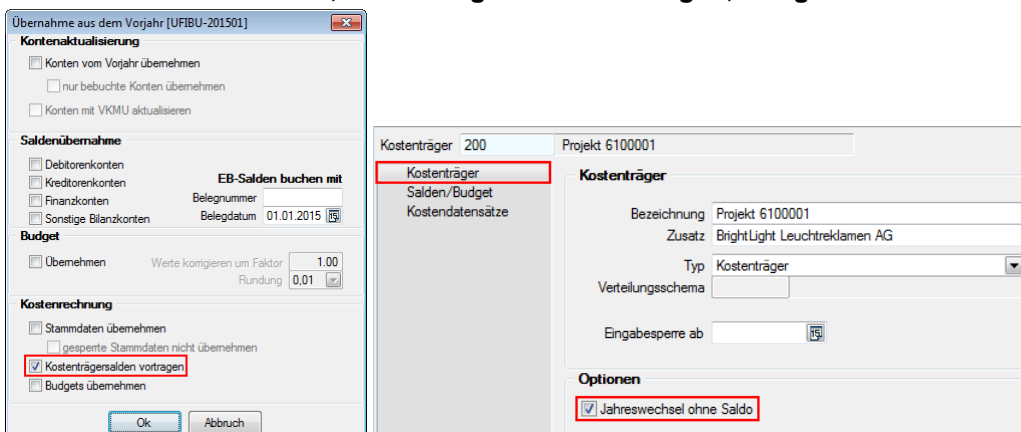 Übernahme aus dem Vorjahr [UFIBU-201501]
Kontenaktualisierung
Konten vom Vorjahr übernehmen
nur bebuchte Konten übernehmen
Konten mit VKMU aktualisieren
Saldenübernahme
Debitorenkonten
Kreditorenkonten
EB-Salden buchen mit
Finanzkonten
Belegnummer
Sonstige Bilanzkonten
Belegdatum 01.01.2015 15
Budget
Übernehmen
Werte korrigieren um Faktor 1.00
Rundung 0,01
Kostenrechnung
Stammdaten übernehmen
gesperrte Stammdaten nicht übernehmen
Kostenträgersalden vortragen
Budgets übernehmen
Ok Abbruch
Kostenträger 200 Projekt 6100001
Kostenträger
Salden/Budget
Kostendatensätze
Kostenträger
Bezeichnung Projekt 6100001
Zusatz BrightLight Leuchtreklamen AG
Typ Kostenträger
Verteilungsschema
Eingabesperre ab 15
Optionen
Jahreswechsel ohne Saldo